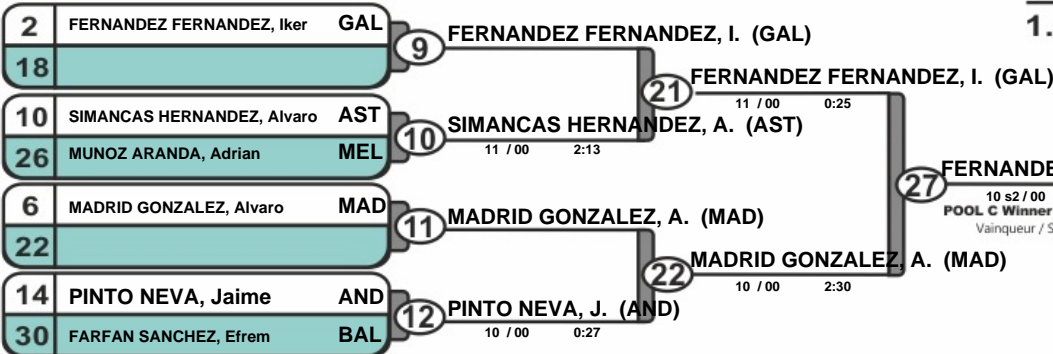 2 FERNANDEZ FERNANDEZ, Iker GAL
18
9 FERNANDEZ FERNANDEZ, I. (GAL)
1.
21 FERNANDEZ FERNANDEZ, I. (GAL)
11 / 00 0:25
10 SIMANCAS HERNANDEZ, Alvaro AST
26 MUNOZ ARANDA, Adrian MEL
10 SIMANCAS HERNANDEZ, A. (AST)
11 / 00 2:13
27 FERNANDE
10 s2 / 00
POOL C Winner
Vainqueur / S
6 MADRID GONZALEZ, Alvaro MAD
22
11 MADRID GONZALEZ, A. (MAD)
22 MADRID GONZALEZ, A. (MAD)
10 / 00 2:30
14 PINTO NEVA, Jaime AND
30 FARFAN SANCHEZ, Efrem BAL
12 PINTO NEVA, J. (AND)
10 / 00 0:27